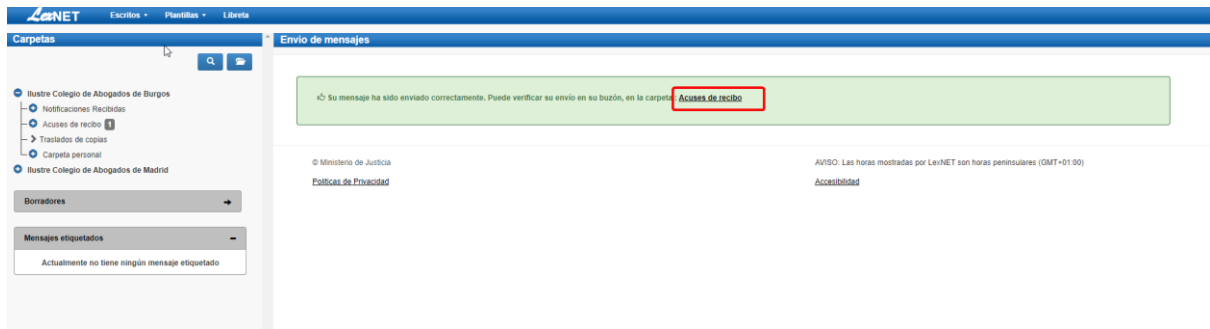 LexNET Escritos Plantillas Libreta
Carpetas
Ilustre Colegio de Abogados de Burgos
Notificaciones Recibidas
Acuses de recibo 1
Traslados de copias
Carpeta personal
Ilustre Colegio de Abogados de Madrid
Borradores
Mensajes etiquetados
Actualmente no tiene ningún mensaje etiquetado
Envío de mensajes
Su mensaje ha sido enviado correctamente. Puede verificar su envío en su buzón, en la carpeta: Acuses de recibo
© Ministerio de Justicia
Políticas de Privacidad
AVISO: Las horas mostradas por LexNET son horas peninsulares (GMT+01:00)
Accesibilidad